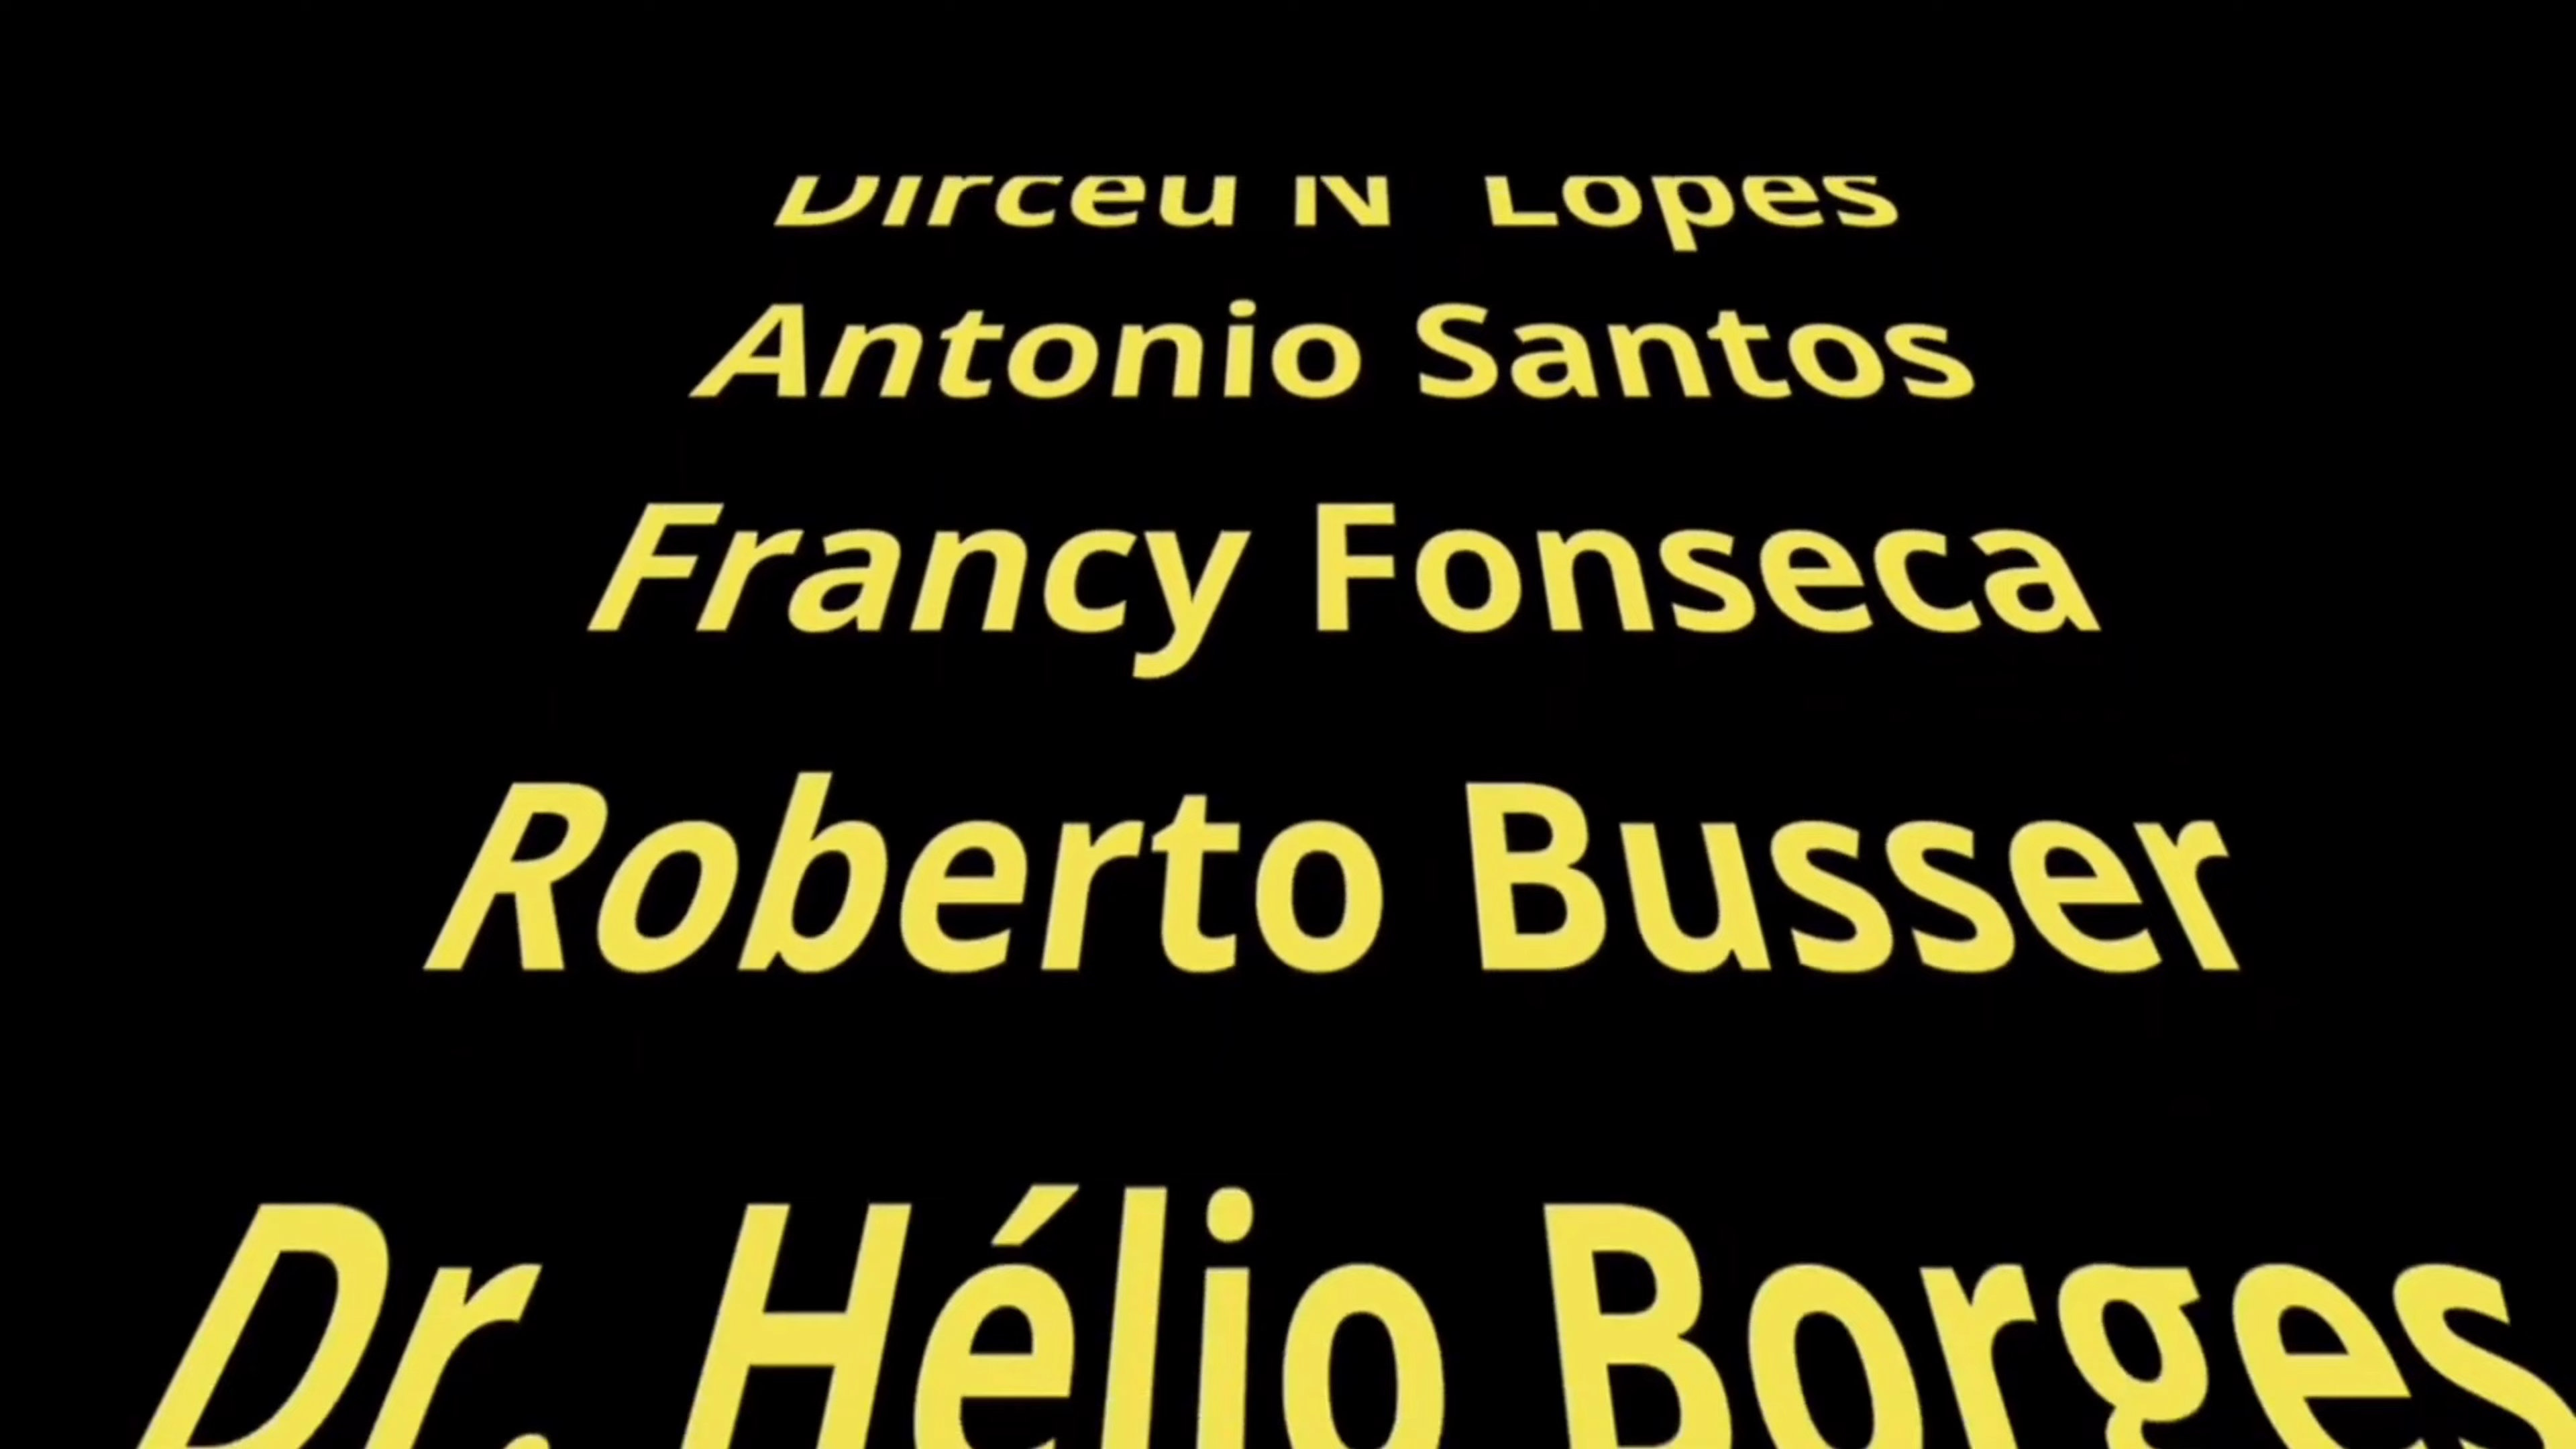 Dirceu N Lopes
Antonio Santos
Francy Fonseca
Roberto Busser
Dr. Hélio Borges